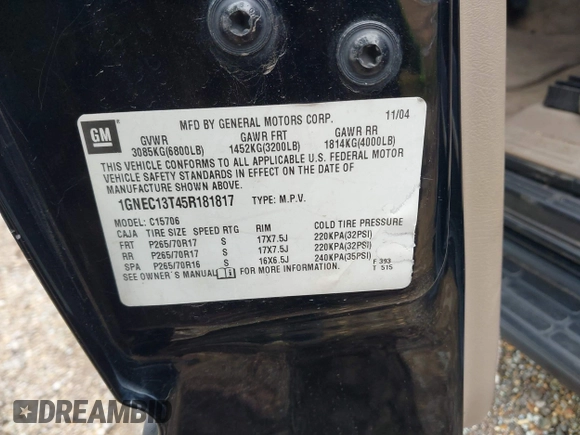 MFD BY GENERAL MOTORS CORP. 11/04
GM
GVWR GAWR FRT GAWR RR
3085KG(6800LB) 1452KG(3200LB) 1814KG(4000LB)
THIS VEHICLE CONFORMS TO ALL APPLICABLE U.S. FEDERAL MOTOR
VEHICLE SAFETY STANDARDS IN EFFECT ON THE DATE OF
MANUFACTURE SHOWN ABOVE.
1GNEC13T45R181817 TYPE: M.P.V.
MODEL: C15706
CAJA TIRE SIZE SPEED RTG RIM COLD TIRE PRESSURE
FRT P265/70R17 S 17X7.5J 220KPA(32PSI)
RR P265/70R17 S 17X7.5J 220KPA(32PSI)
SPA P265/70R16 S 16X6.5J 240KPA(35PSI)
SEE OWNER'S MANUAL i FOR MORE INFORMATION.
F 393
T 515
DREAMBID